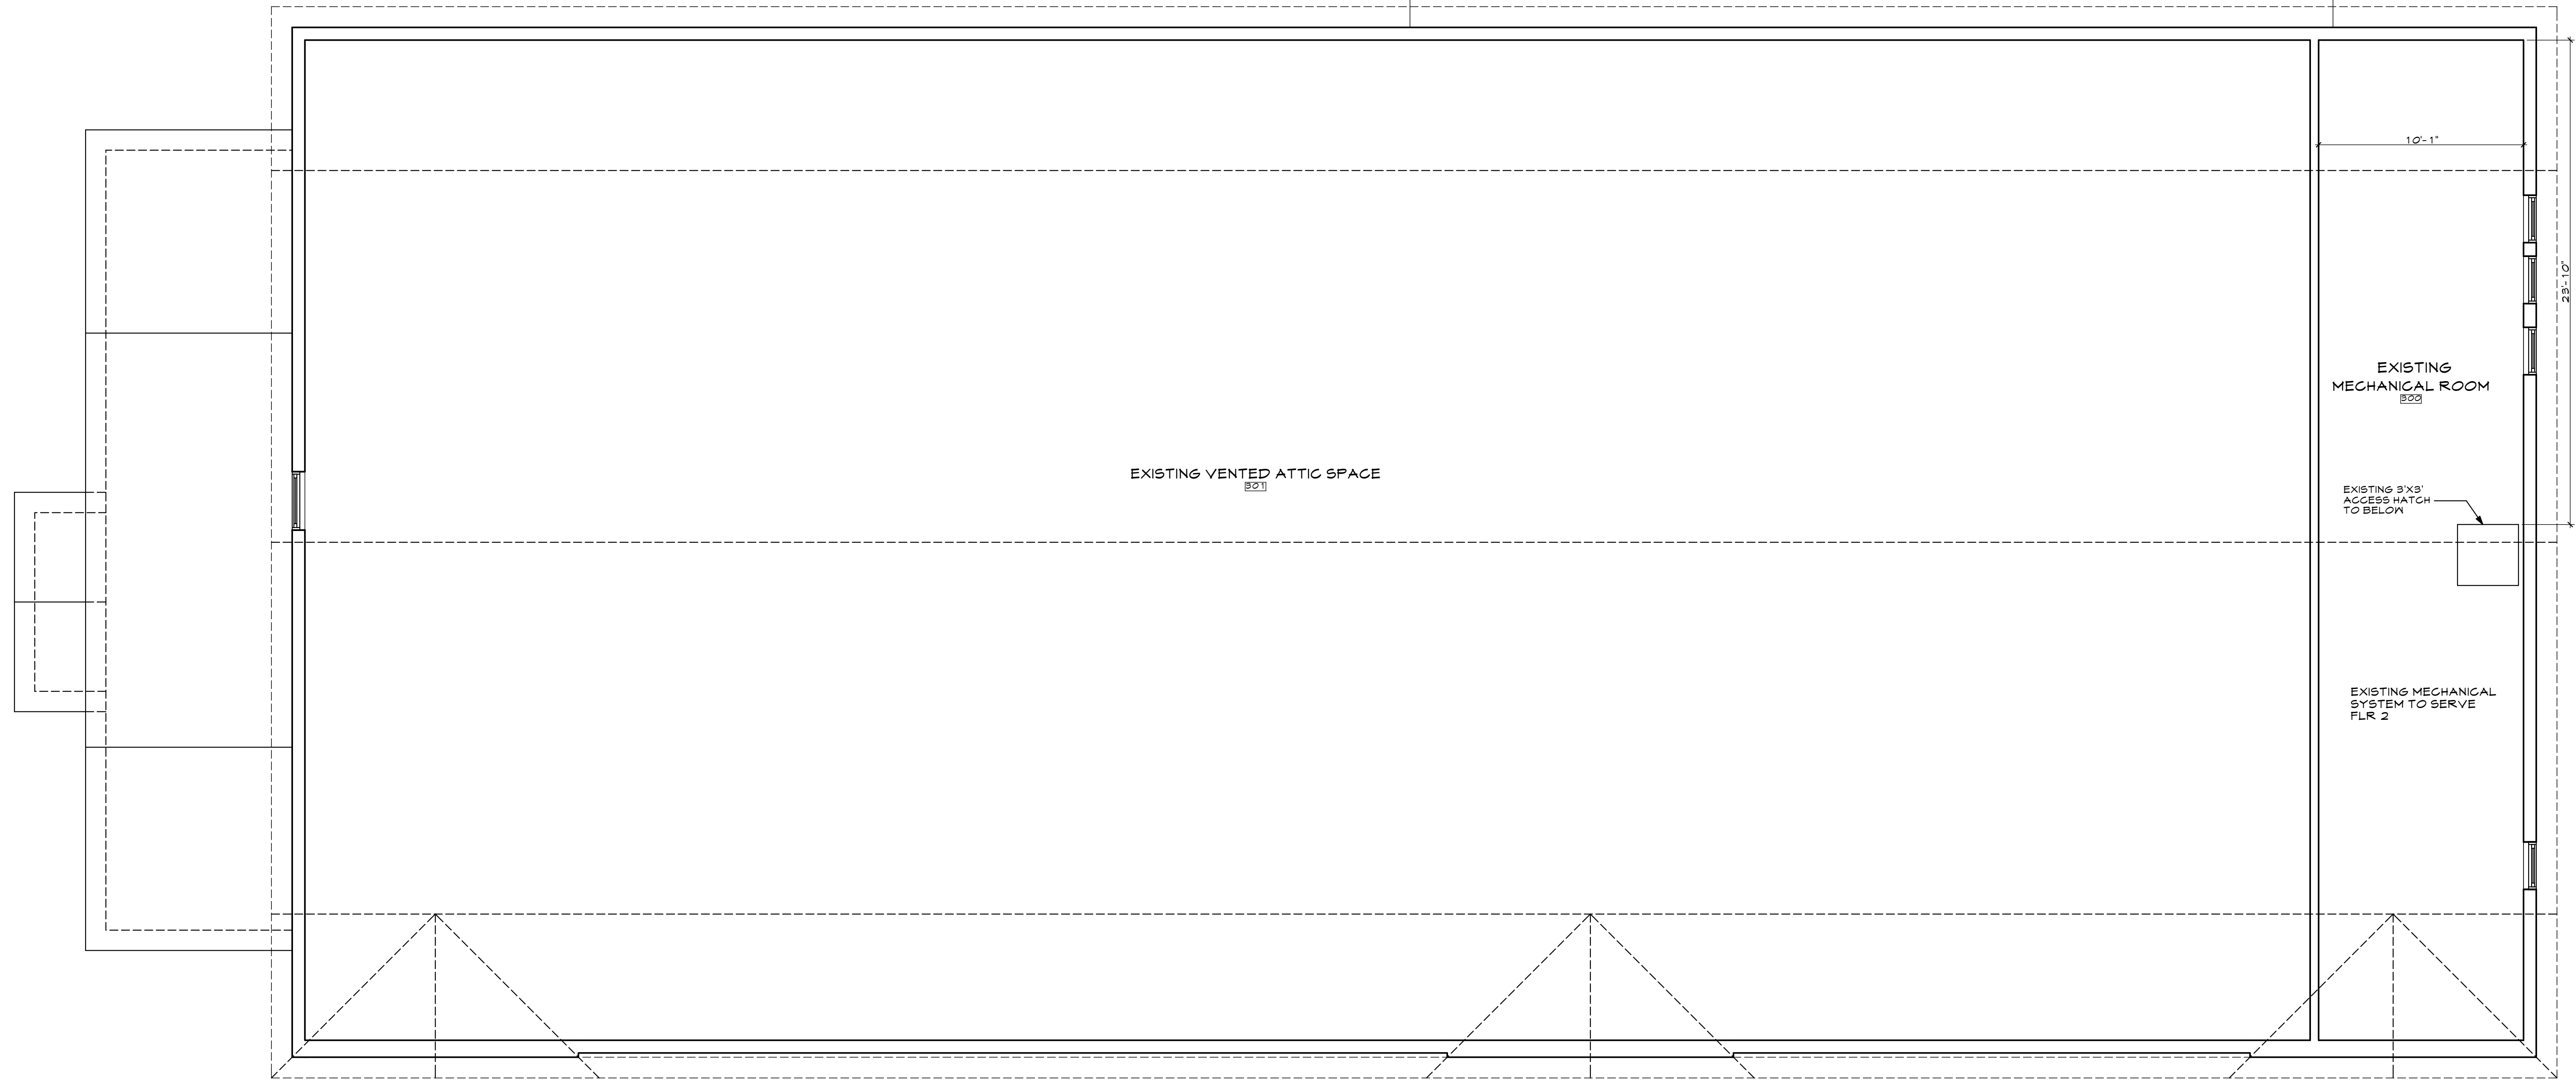 10'-1"
23'-10"
EXISTING
MECHANICAL ROOM
300
EXISTING VENTED ATTIC SPACE
301
EXISTING 3'X3'
ACCESS HATCH
TO BELOW
EXISTING MECHANICAL
SYSTEM TO SERVE
FLR 2